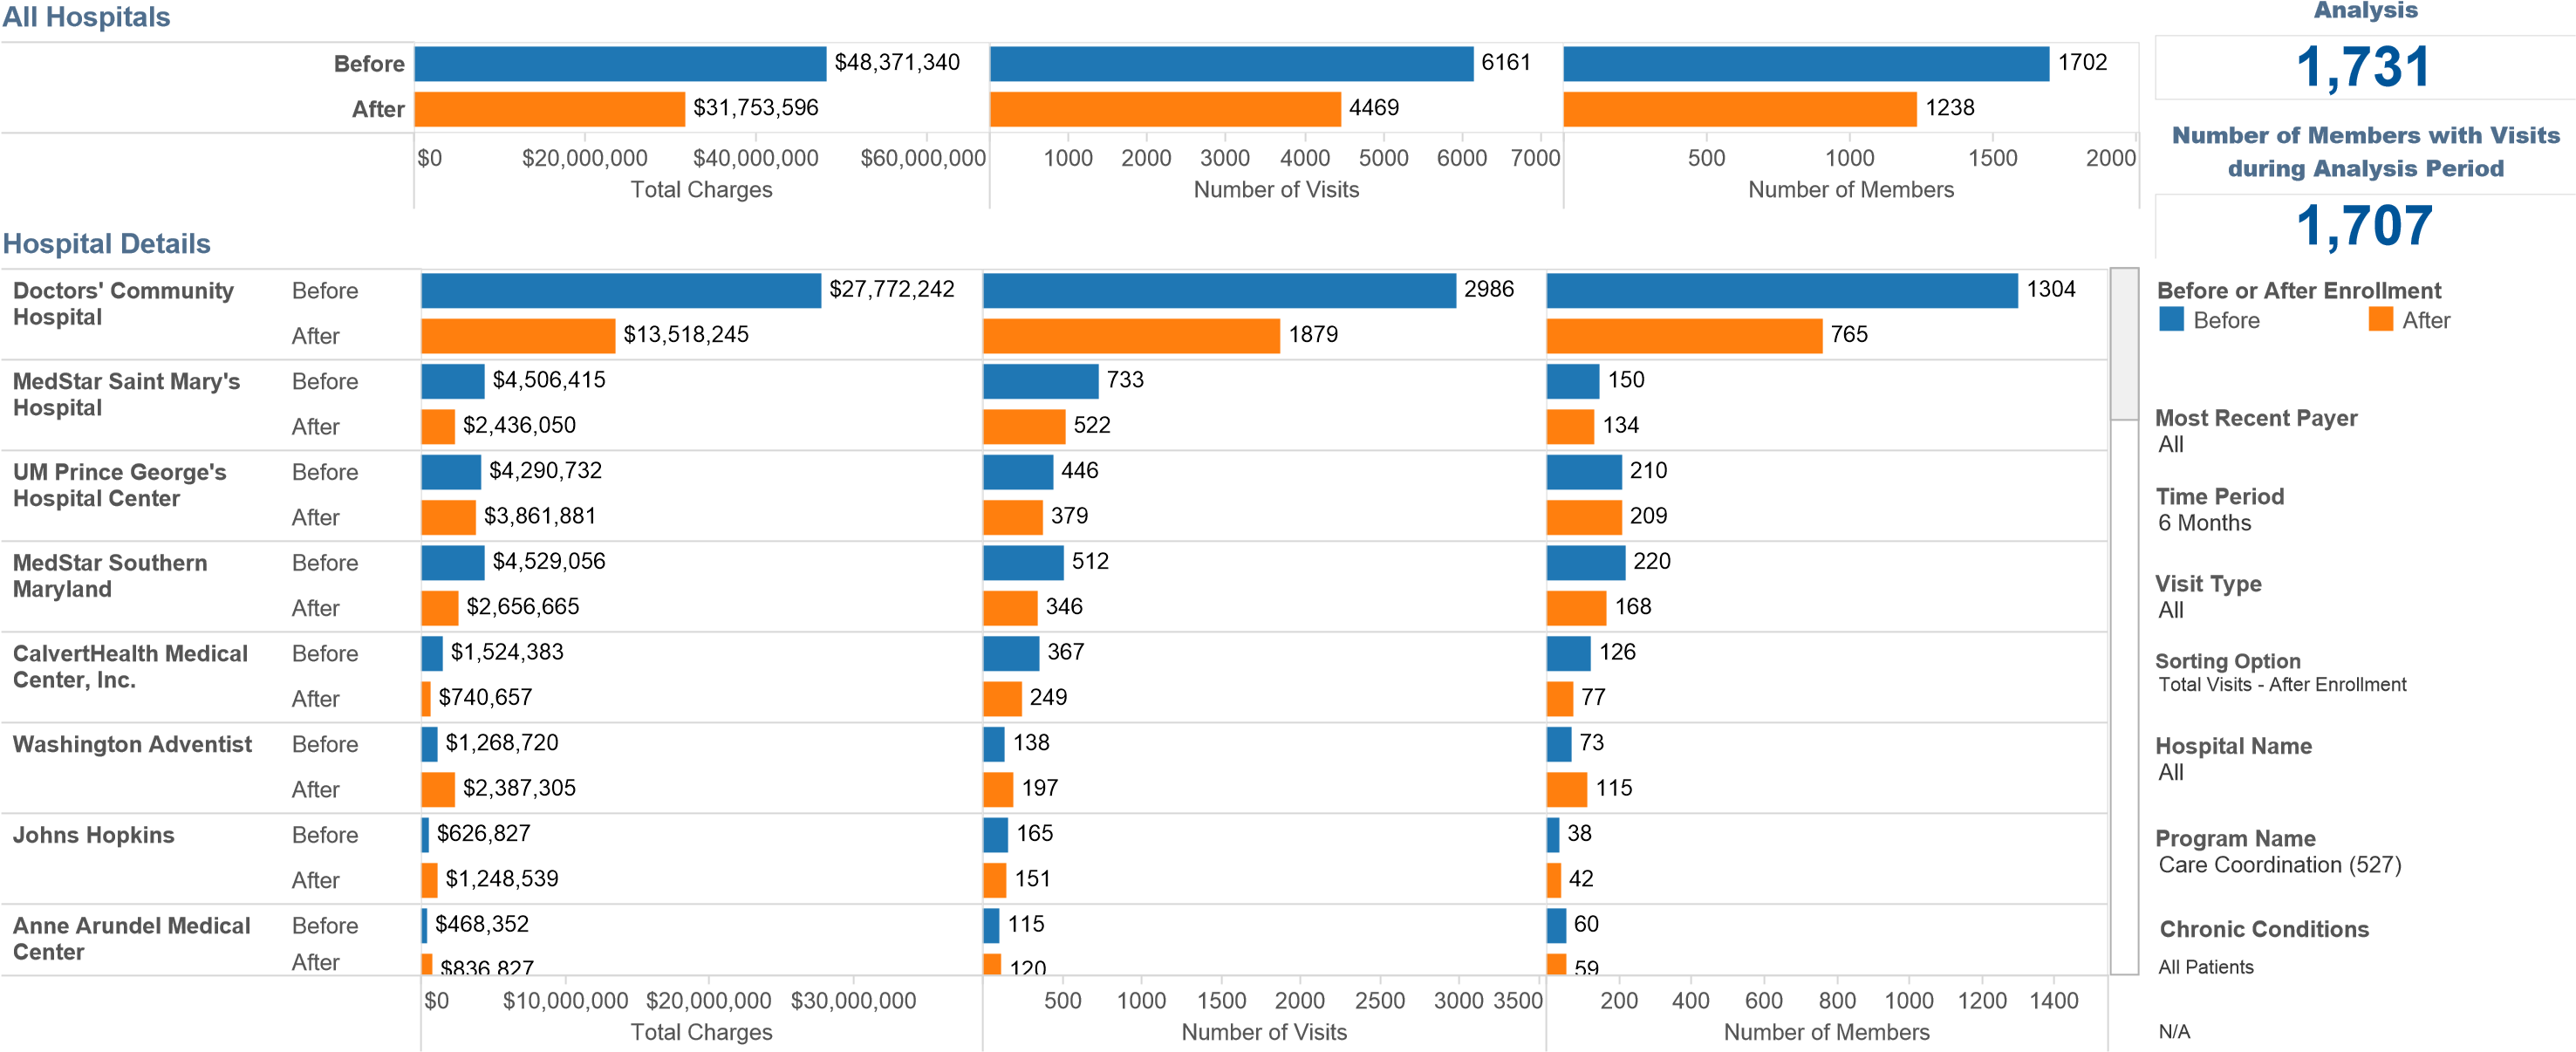 All Hospitals
Before
$48,371,340
6161
1702
After
$31,753,596
4469
1238
$0 $20,000,000 $40,000,000 $60,000,000
1000 2000 3000 4000 5000 6000 7000
500 1000 1500 2000
Total Charges
Number of Visits
Number of Members
Analysis
1,731
Number of Members with Visits
during Analysis Period
1,707
Hospital Details
Doctors' Community
Hospital
Before
$27,772,242
2986
1304
After
$13,518,245
1879
765
MedStar Saint Mary's
Hospital
Before
$4,506,415
733
150
After
$2,436,050
522
134
UM Prince George's
Hospital Center
Before
$4,290,732
446
210
After
$3,861,881
379
209
MedStar Southern
Maryland
Before
$4,529,056
512
220
After
$2,656,665
346
168
CalvertHealth Medical
Center, Inc.
Before
$1,524,383
367
126
After
$740,657
249
77
Washington Adventist
Before
$1,268,720
138
73
After
$2,387,305
197
115
Johns Hopkins
Before
$626,827
165
38
After
$1,248,539
151
42
Anne Arundel Medical
Center
Before
$468,352
115
60
After
$836,827
120
59
$0 $10,000,000 $20,000,000 $30,000,000
500 1000 1500 2000 2500 3000 3500
200 400 600 800 1000 1200 1400
Total Charges
Number of Visits
Number of Members
Before or After Enrollment
Before After
Most Recent Payer
All
Time Period
6 Months
Visit Type
All
Sorting Option
Total Visits - After Enrollment
Hospital Name
All
Program Name
Care Coordination (527)
Chronic Conditions
All Patients
N/A